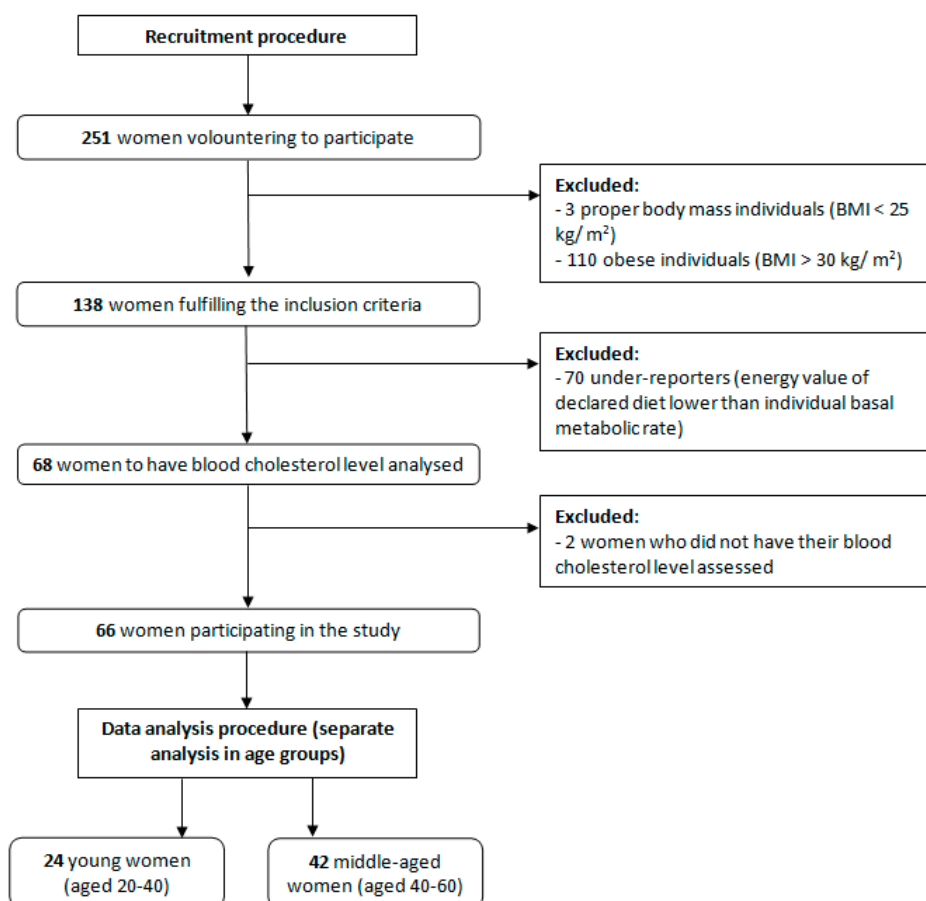 Recruitment procedure
251 women volountering to participate
Excluded:
- 3 proper body mass individuals (BMI < 25
kg/ m²)
- 110 obese individuals (BMI > 30 kg/ m²)
138 women fulfilling the inclusion criteria
Excluded:
- 70 under-reporters (energy value of
declared diet lower than individual basal
metabolic rate)
68 women to have blood cholesterol level analysed
Excluded:
- 2 women who did not have their blood
cholesterol level assessed
66 women participating in the study
Data analysis procedure (separate
analysis in age groups)
24 young women
(aged 20-40)
42 middle-aged
women (aged 40-60)